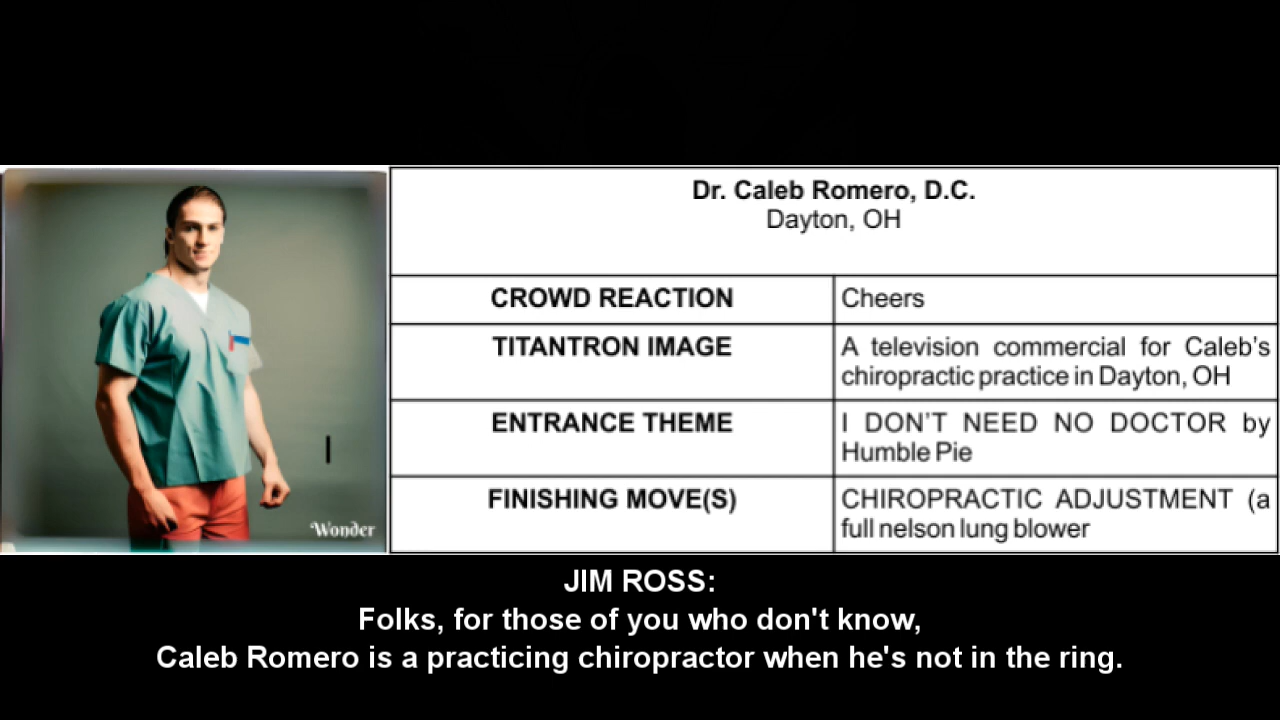 Dr. Caleb Romero, D.C.
Dayton, OH
CROWD REACTION
Cheers
TITANTRON IMAGE
A television commercial for Caleb’s
chiropractic practice in Dayton, OH
ENTRANCE THEME
I DON’T NEED NO DOCTOR by
Humble Pie
FINISHING MOVE(S)
CHIROPRACTIC ADJUSTMENT (a
full nelson lung blower
Wonder
JIM ROSS:
Folks, for those of you who don't know,
Caleb Romero is a practicing chiropractor when he's not in the ring.